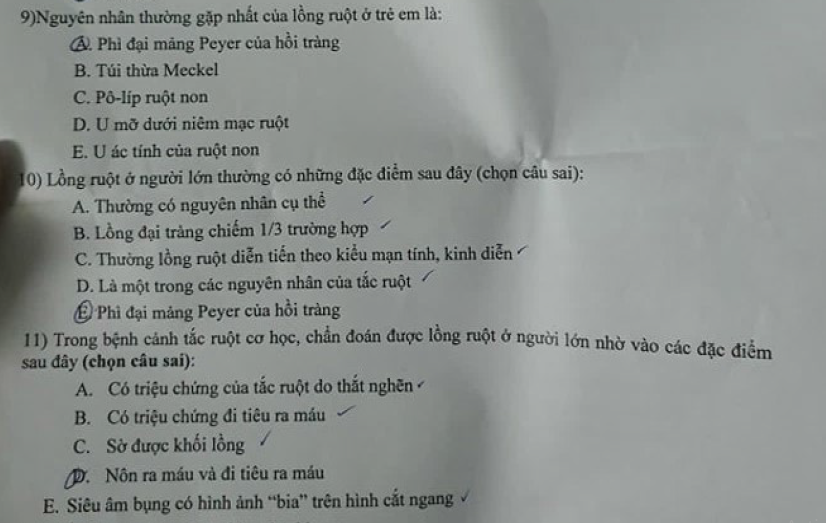 9)Nguyên nhân thường gặp nhất của lồng ruột ở trẻ em là:
A. Phì đại mảng Peyer của hồi tràng
B. Túi thừa Meckel
C. Pô-líp ruột non
D. U mỡ dưới niêm mạc ruột
E. U ác tính của ruột non
10) Lồng ruột ở người lớn thường có những đặc điểm sau đây (chọn câu sai):
A. Thường có nguyên nhân cụ thể
B. Lồng đại tràng chiếm 1/3 trường hợp
C. Thường lồng ruột diễn tiến theo kiểu mạn tính, kinh diễn
D. Là một trong các nguyên nhân của tắc ruột
E. Phì đại mảng Peyer của hồi tràng
11) Trong bệnh cảnh tắc ruột cơ học, chẩn đoán được lồng ruột ở người lớn nhờ vào các đặc điểm
sau đây (chọn câu sai):
A. Có triệu chứng của tắc ruột do thắt nghẽn
B. Có triệu chứng đi tiêu ra máu
C. Sờ được khối lồng
D. Nôn ra máu và đi tiêu ra máu
E. Siêu âm bụng có hình ảnh “bia” trên hình cắt ngang